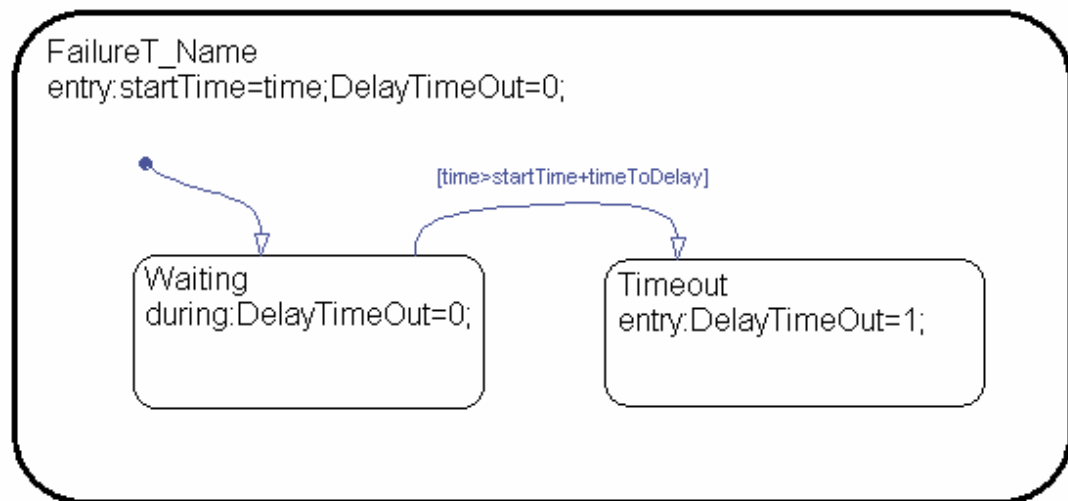 FailureT_Name
entry:startTime=time;DelayTimeOut=0;
[time>startTime+timeToDelay]
Waiting
during:DelayTimeOut=0;
Timeout
entry:DelayTimeOut=1;